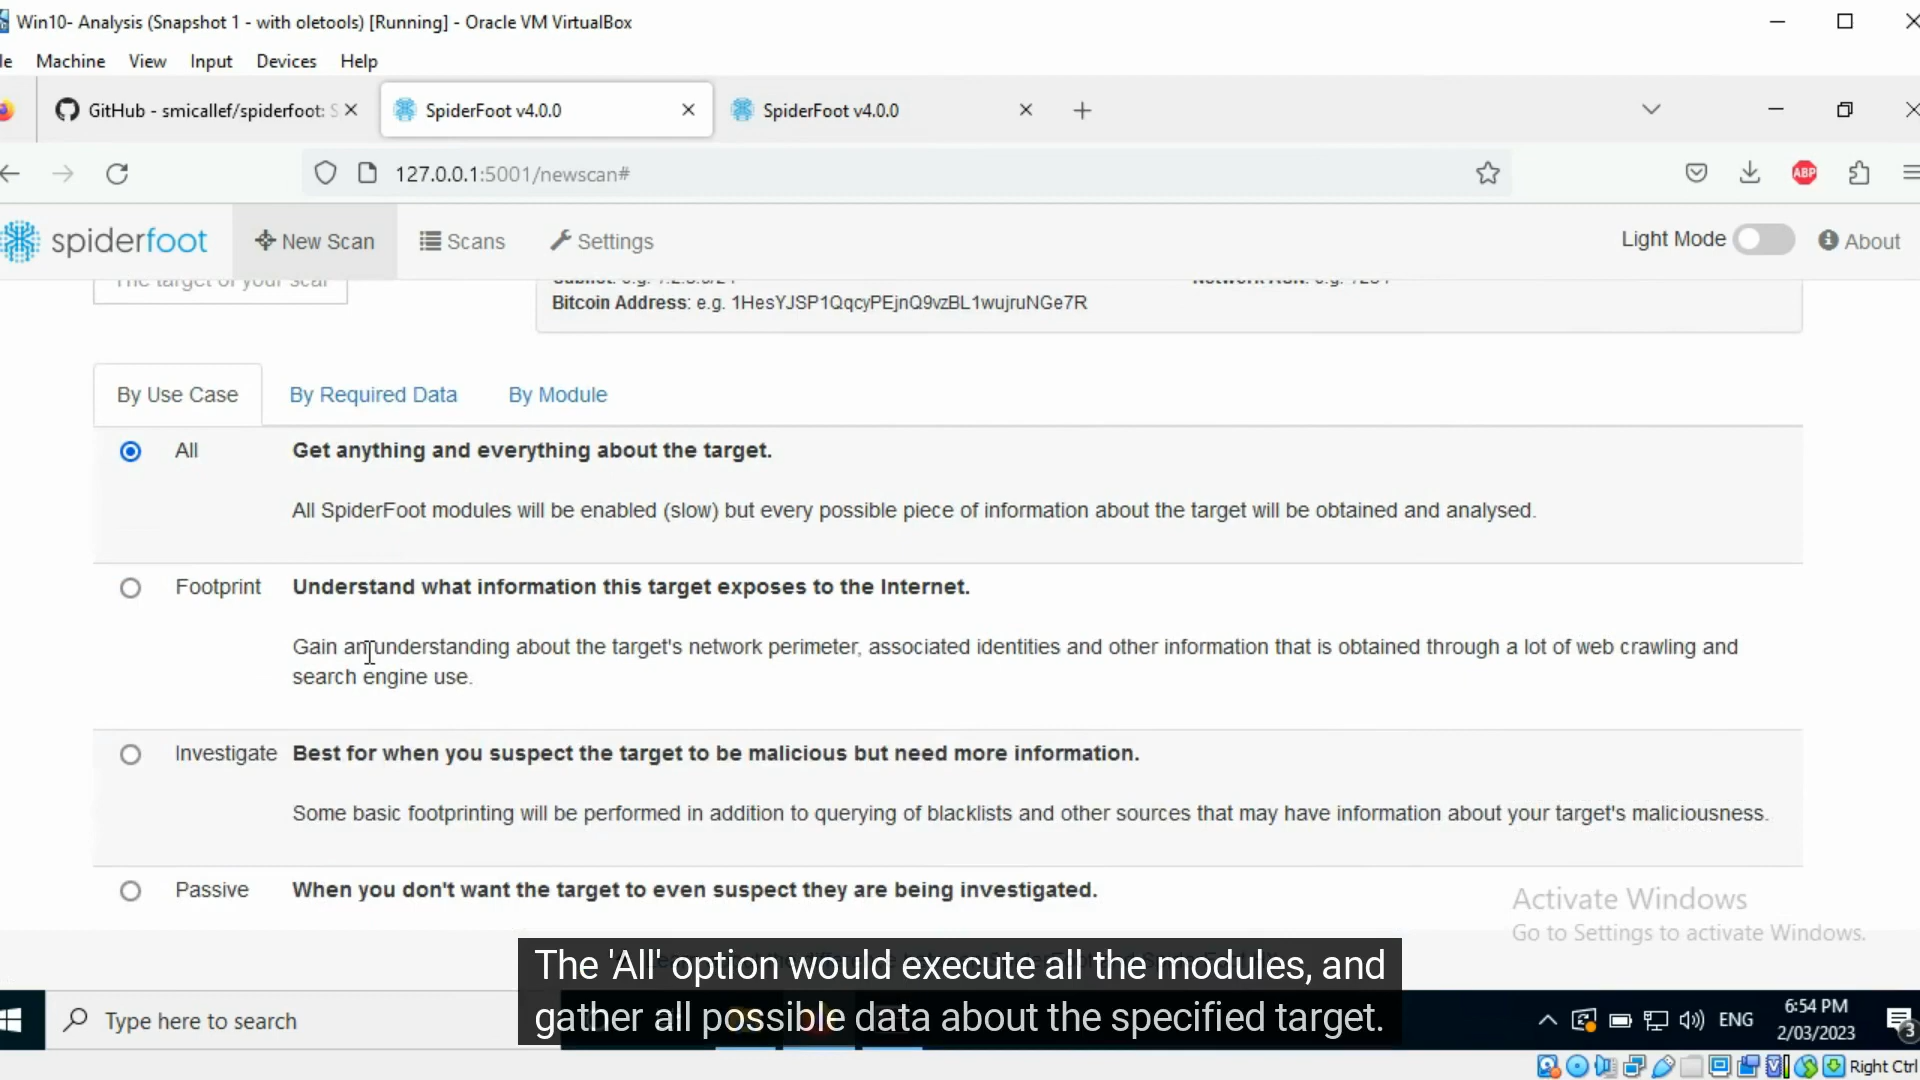 Win10- Analysis (Snapshot 1 - with oletools) [Running] - Oracle VM VirtualBox
le Machine View Input Devices Help
GitHub - smicallef/spiderfoot: S SpiderFoot v4.0.0 SpiderFoot v4.0.0
127.0.0.1:5001/newscan#
ABP
spiderfoot New Scan Scans Settings Light Mode About
The target of your scan
Bitcoin Address: e.g. 1HesYJSP1QqcyPEjnQ9vzBL1wujruNGe7R
By Use Case By Required Data By Module
All Get anything and everything about the target.
All SpiderFoot modules will be enabled (slow) but every possible piece of information about the target will be obtained and analysed.
Footprint Understand what information this target exposes to the Internet.
Gain an understanding about the target's network perimeter, associated identities and other information that is obtained through a lot of web crawling and
search engine use.
Investigate Best for when you suspect the target to be malicious but need more information.
Some basic footprinting will be performed in addition to querying of blacklists and other sources that may have information about your target's maliciousness.
Passive When you don't want the target to even suspect they are being investigated.
Activate Windows
Go to Settings to activate Windows.
The 'All' option would execute all the modules, and
gather all possible data about the specified target.
Type here to search
ENG
6:54 PM
2/03/2023
3
Right Ctrl